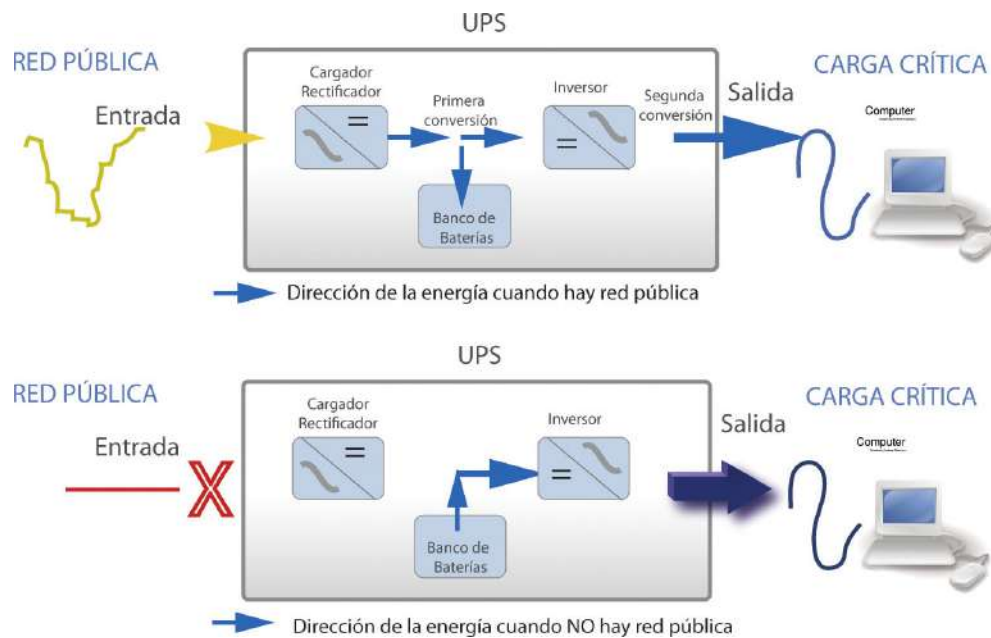 UPS
RED PÚBLICA
CARGA CRÍTICA
Entrada
Cargador
Rectificador
Primera
conversión
Inversor
Segunda
conversión
Salida
Computer
Banco de
Baterías
Dirección de la energía cuando hay red pública
UPS
RED PÚBLICA
CARGA CRÍTICA
Entrada
X
Cargador
Rectificador
Inversor
Salida
Computer
Banco de
Baterías
Dirección de la energía cuando NO hay red pública